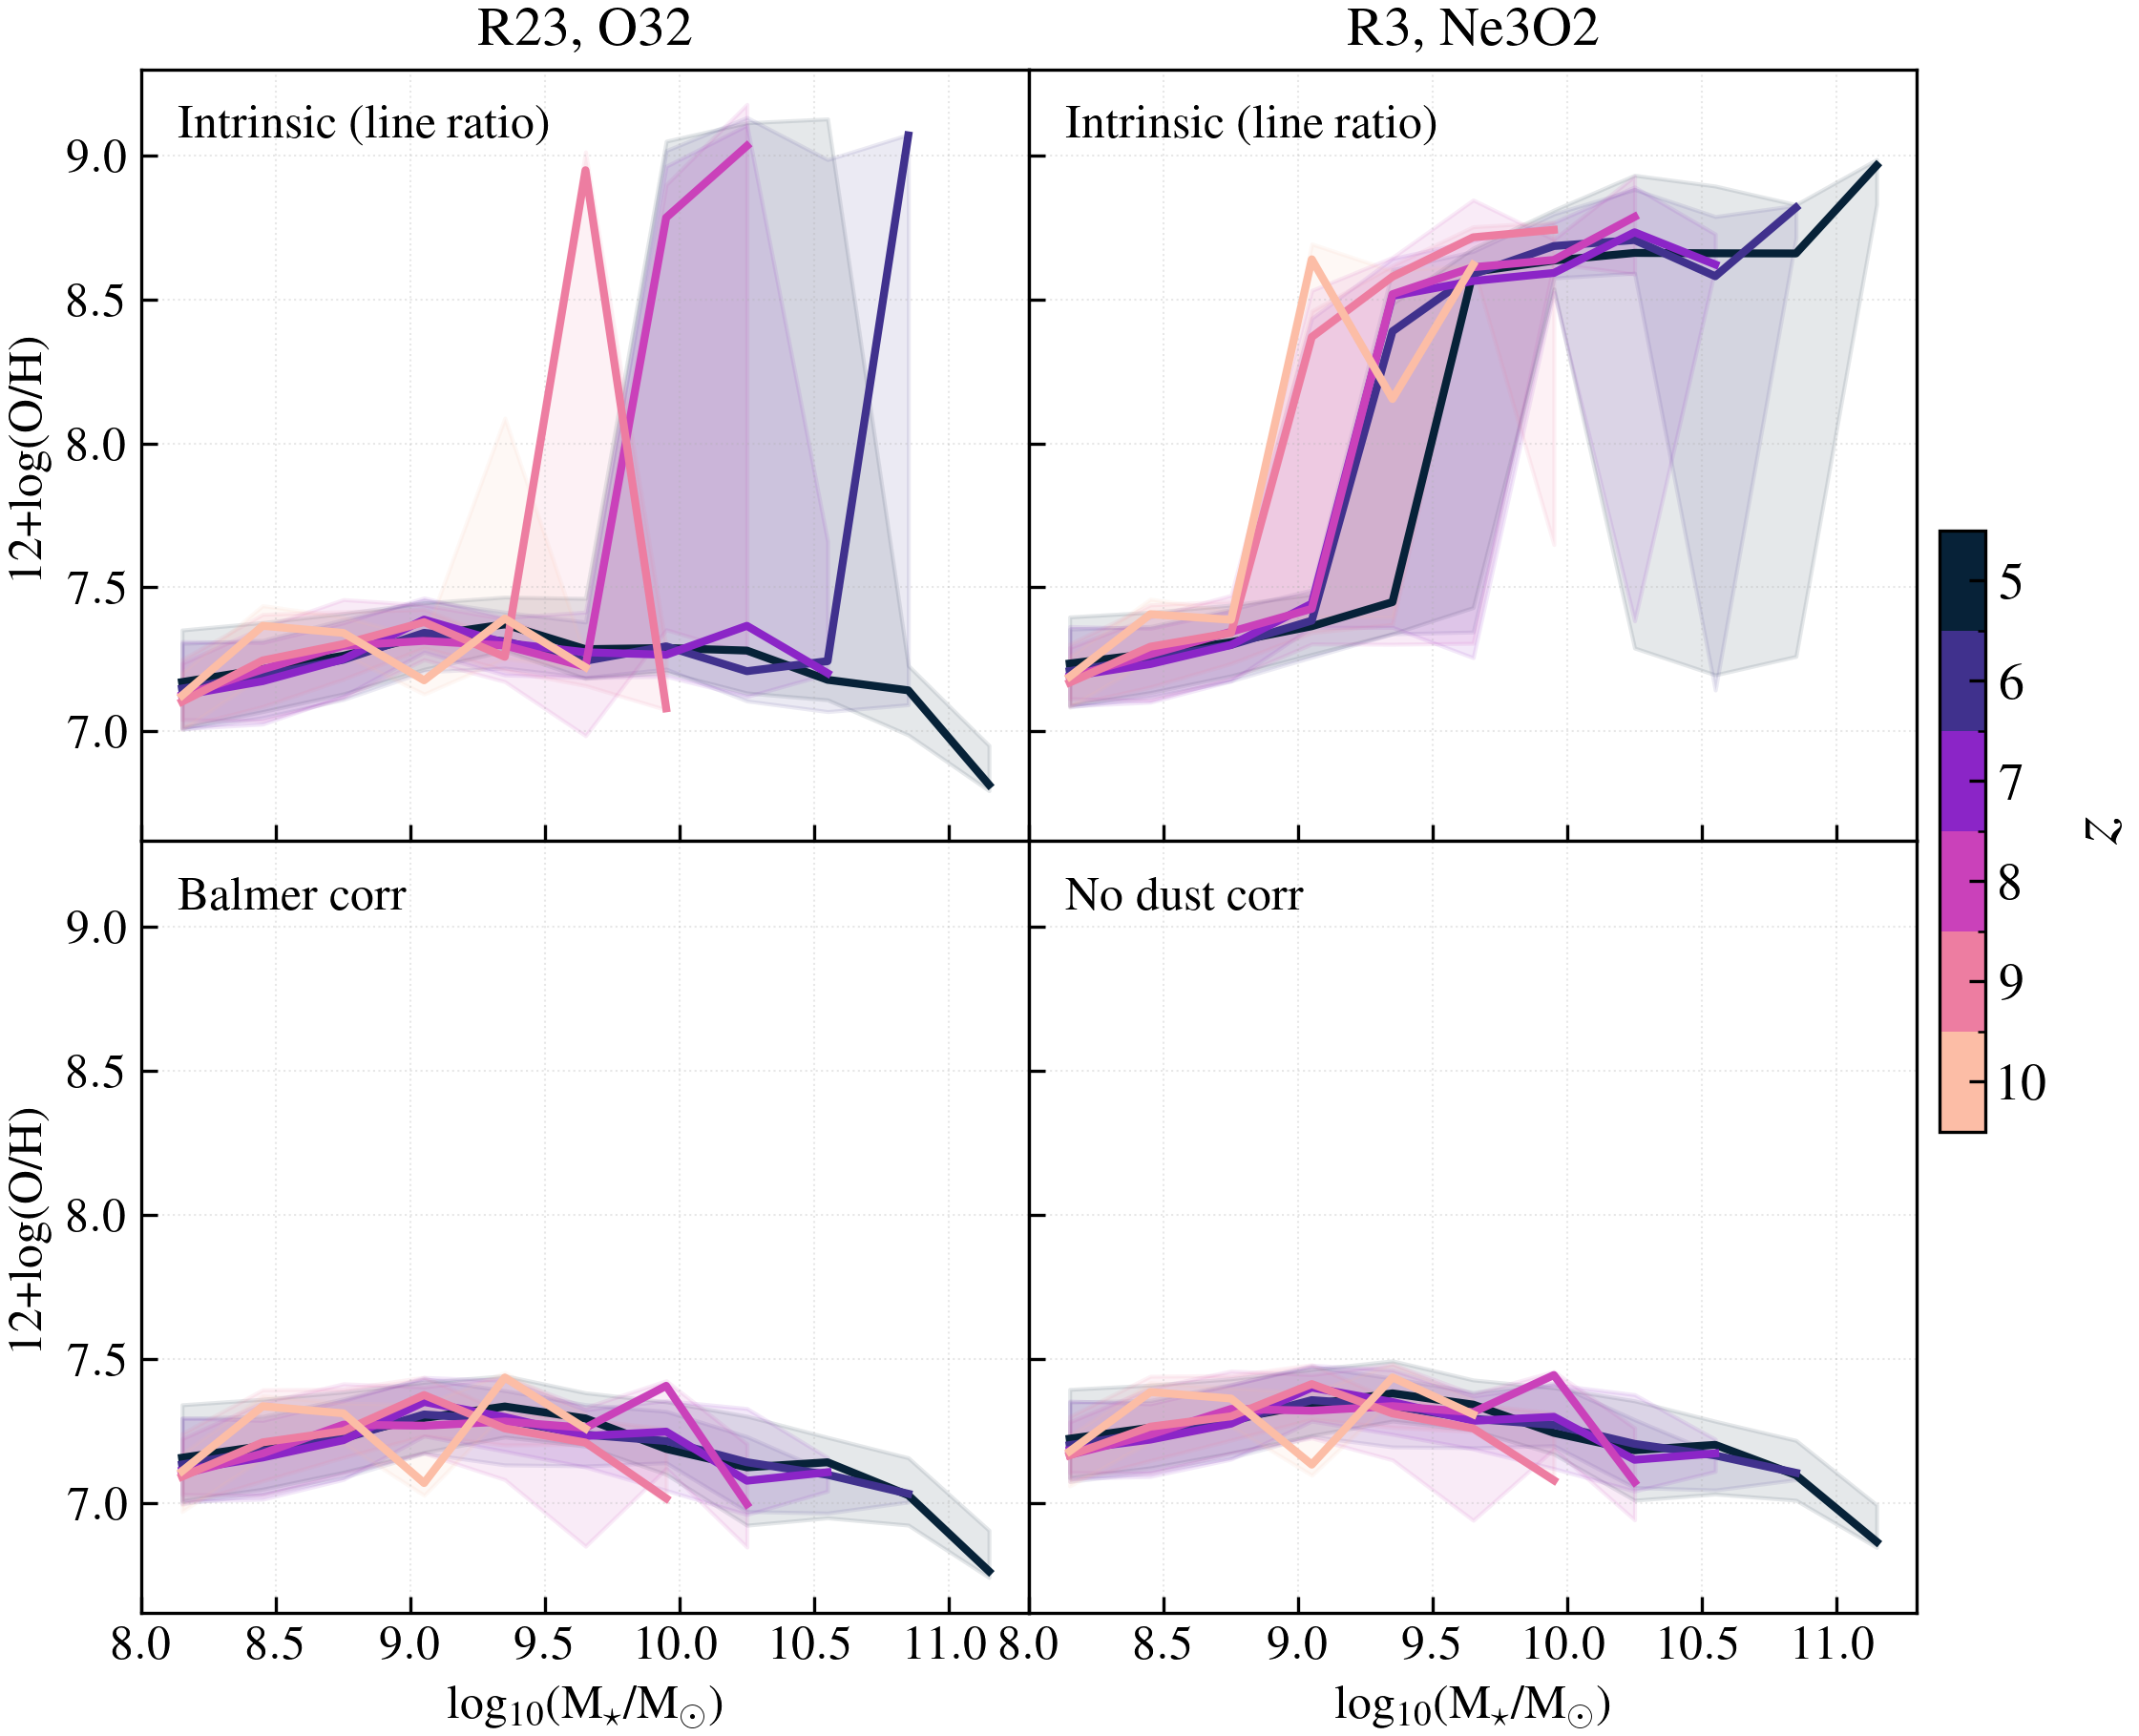 R23, O32
R3, Ne3O2
Intrinsic (line ratio)
Intrinsic (line ratio)
9.0
8.5
8.0
7.5
7.0
12+log(O/H)
Balmer corr
No dust corr
9.0
8.5
8.0
7.5
7.0
12+log(O/H)
8.0 8.5 9.0 9.5 10.0 10.5 11.0
8.0 8.5 9.0 9.5 10.0 10.5 11.0
log₁₀(M⋆/M☉)
log₁₀(M⋆/M☉)
5
6
7
8
9
10
z